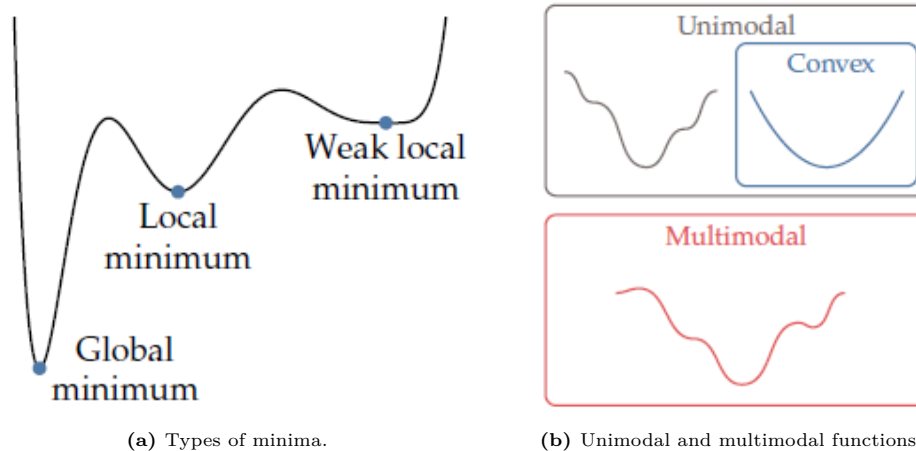 Weak local
minimum
Local
minimum
Global
minimum
(a) Types of minima.
Unimodal
Convex
Multimodal
(b) Unimodal and multimodal functions